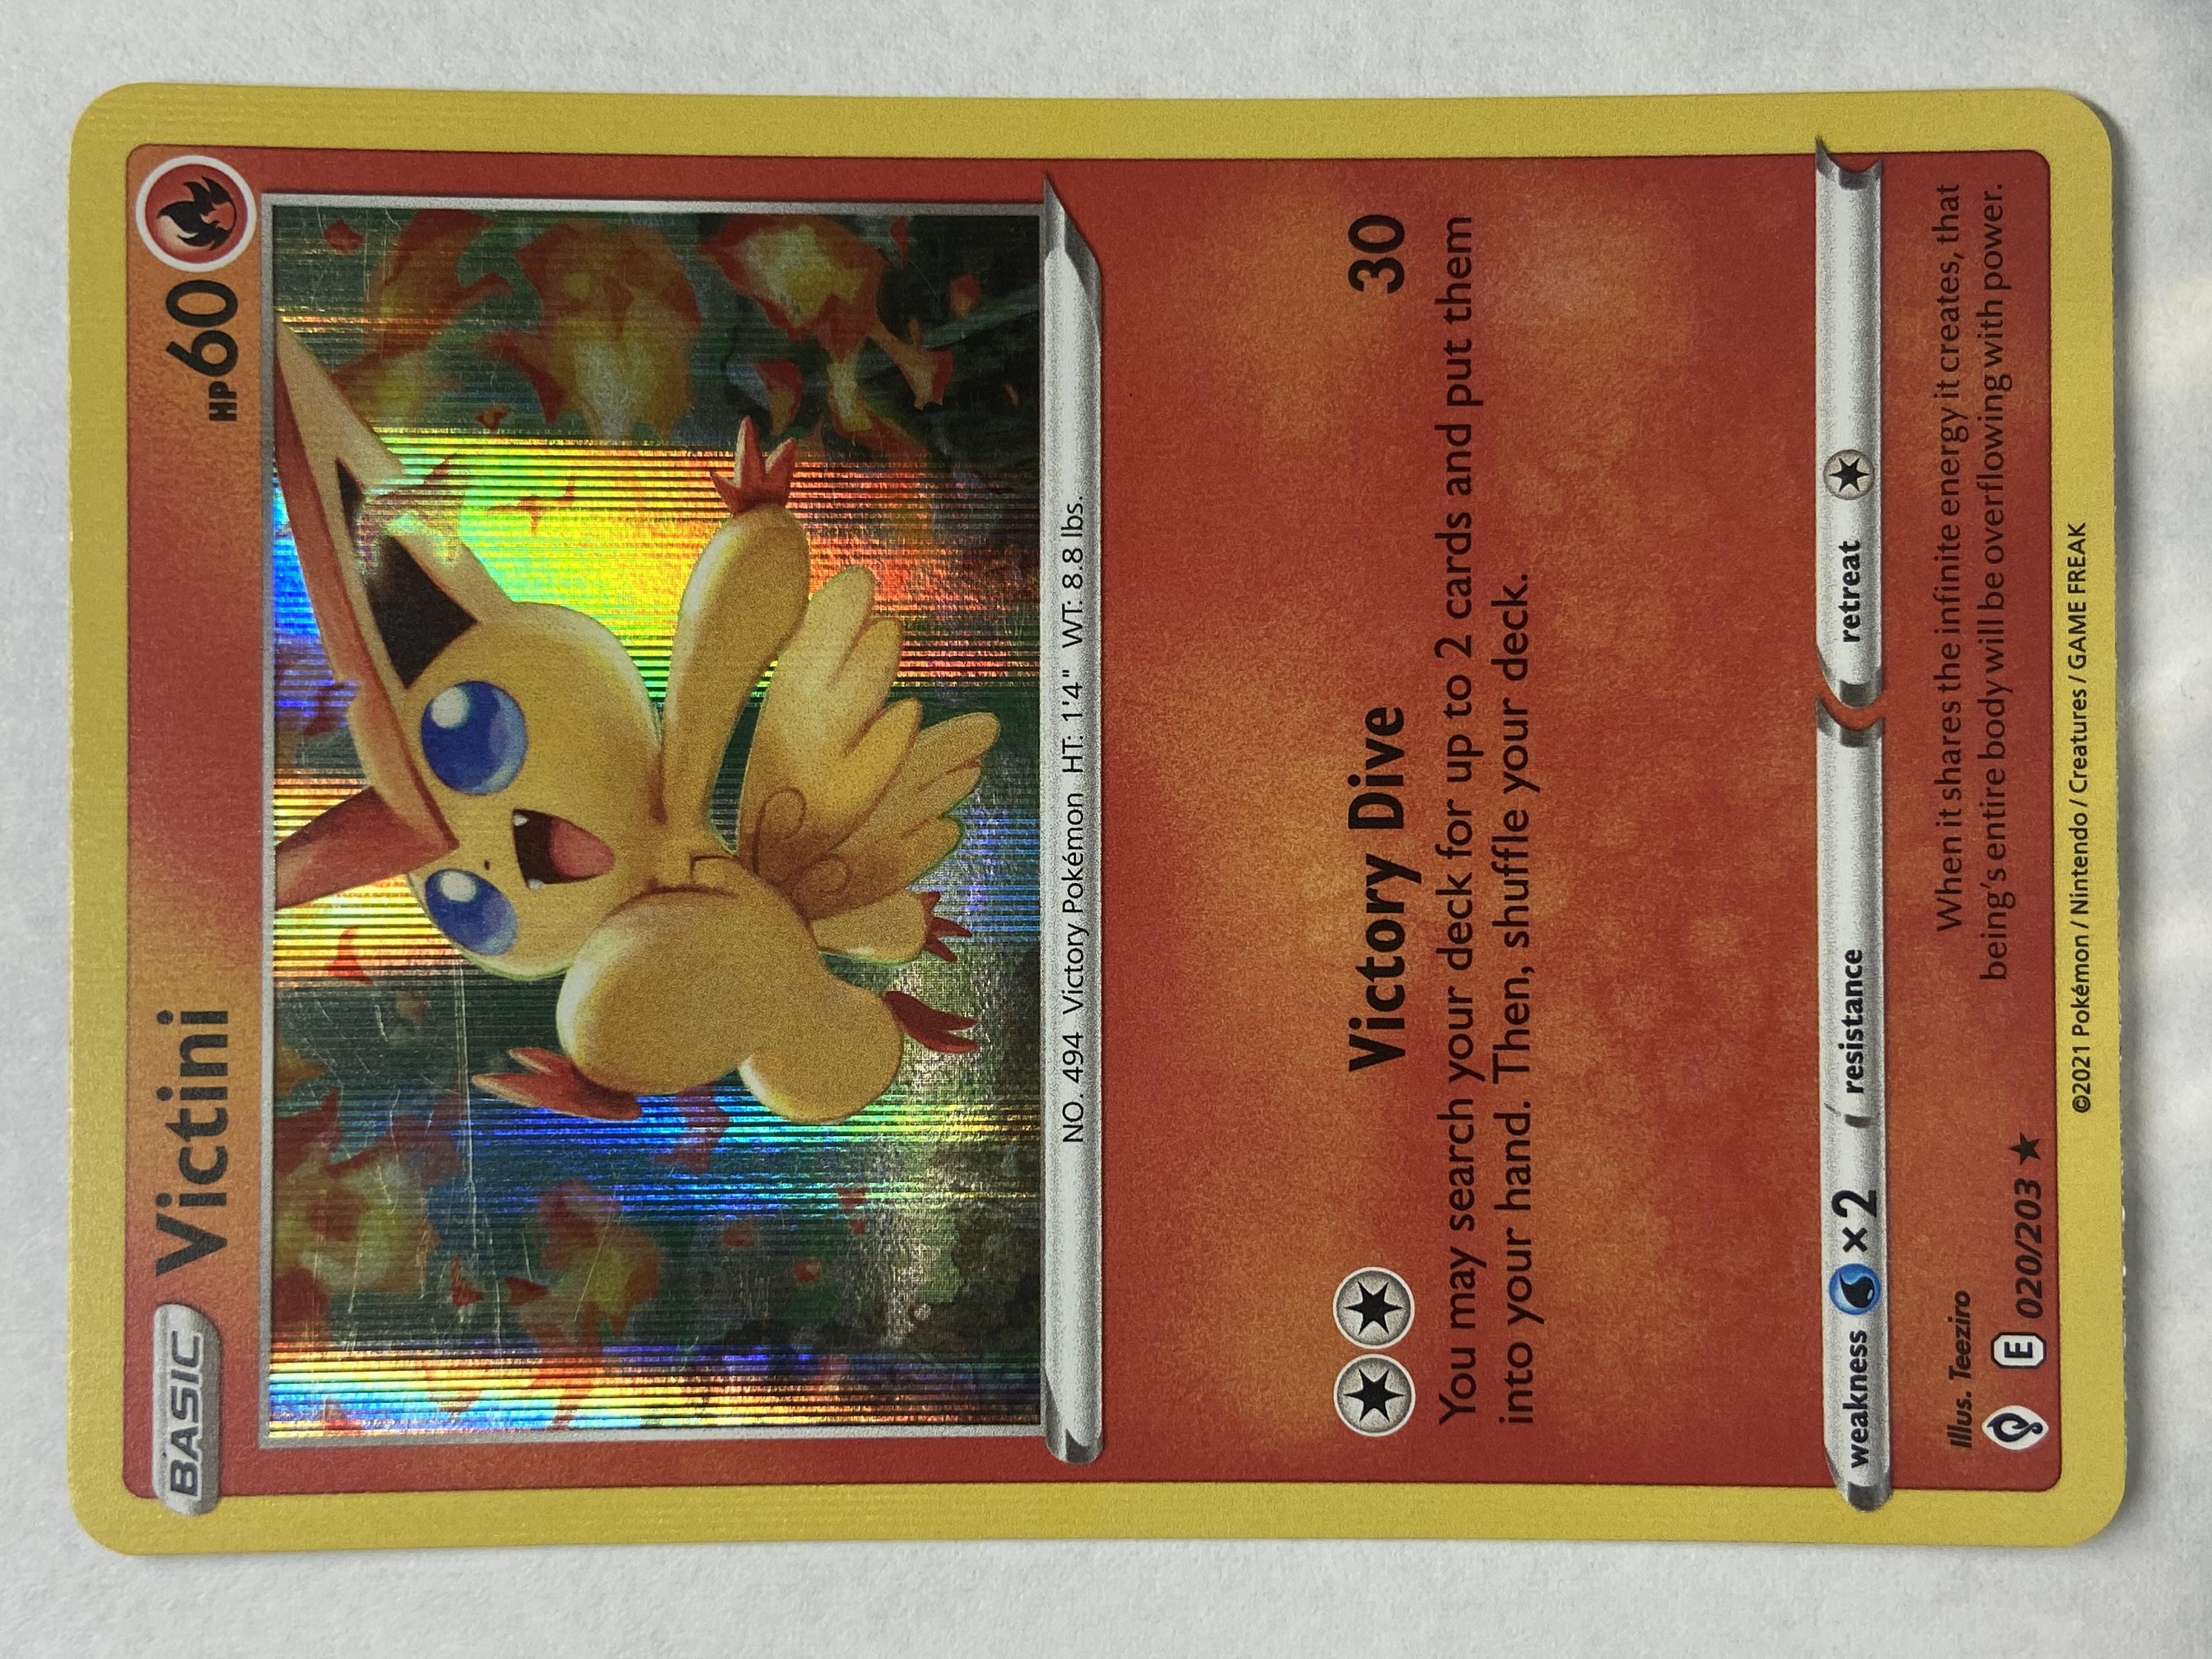 BASIC Victini HP 60
NO. 494 Victory Pokémon HT: 1'4" WT: 8.8 lbs.
Victory Dive 30
You may search your deck for up to 2 cards and put them
into your hand. Then, shuffle your deck.
weakness ×2 resistance retreat
Illus. Teeziro
When it shares the infinite energy it creates, that
being's entire body will be overflowing with power.
E 020/203 ★
©2021 Pokémon / Nintendo / Creatures / GAME FREAK